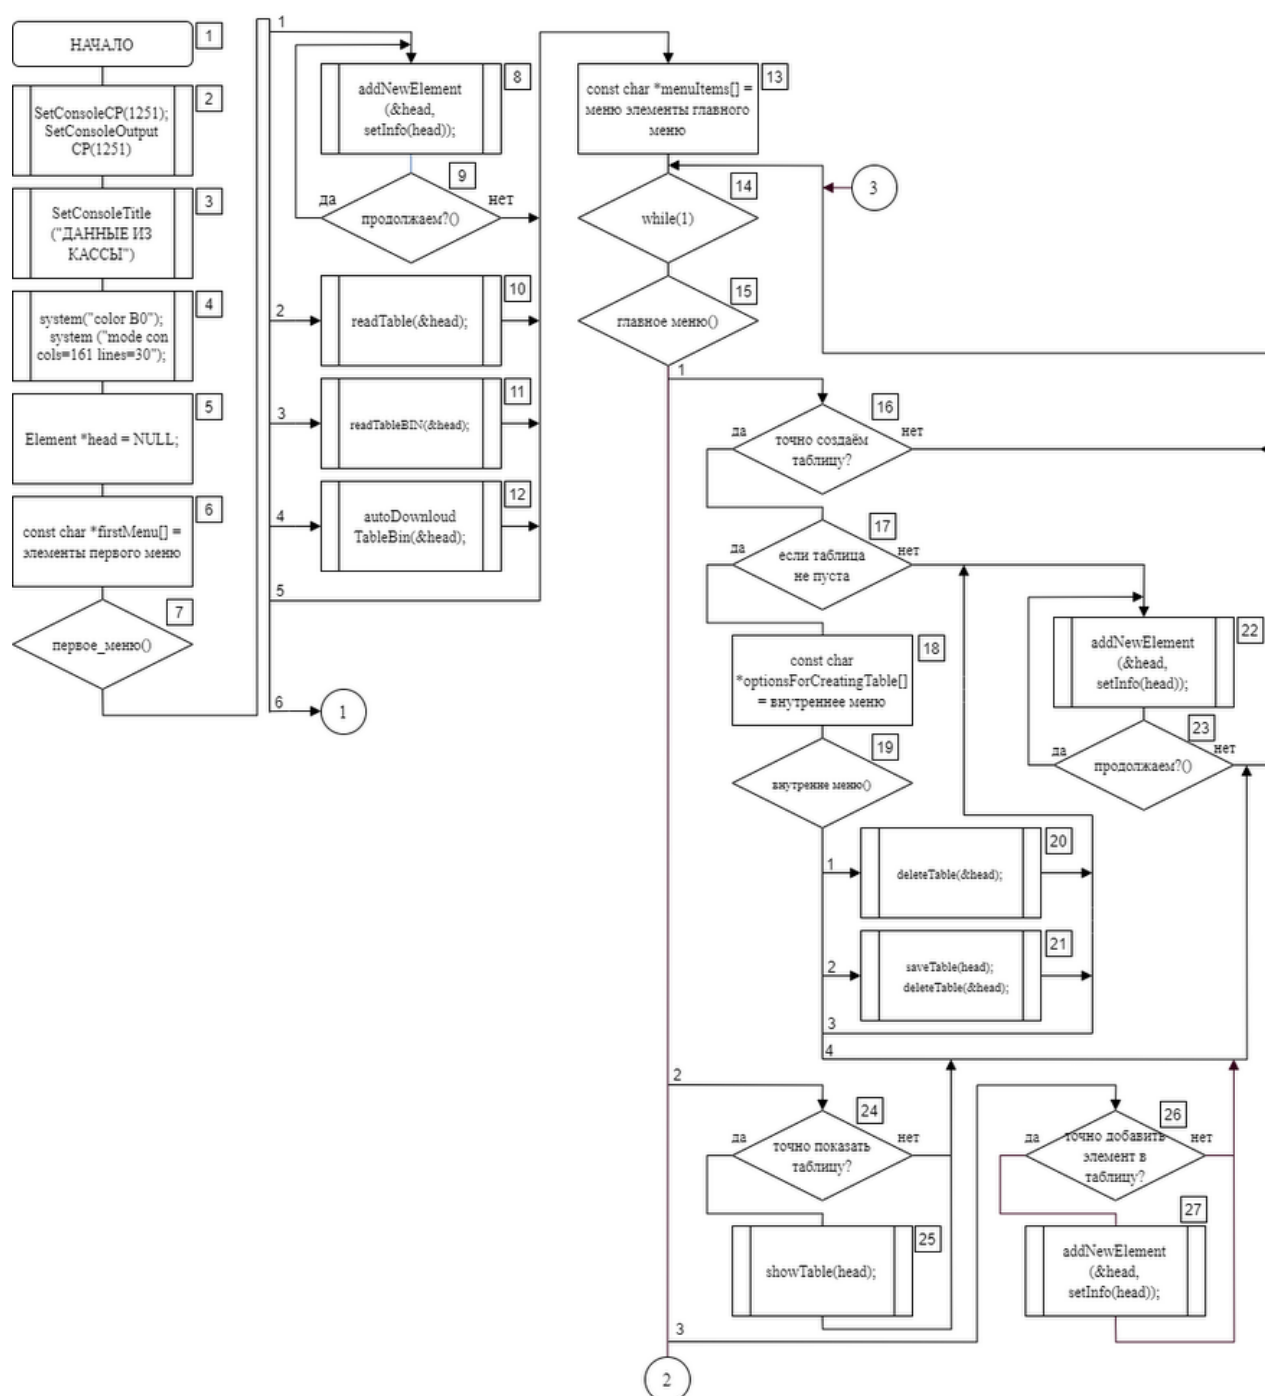 НАЧАЛО
1
SetConsoleCP(1251);
SetConsoleOutput
CP(1251)
2
SetConsoleTitle
("ДАННЫЕ ИЗ
КАССЫ")
3
system("color B0");
system ("mode con
cols=161 lines=30");
4
Element *head = NULL;
5
const char *firstMenu[] =
элементы первого меню
6
первое_меню()
7
1
addNewElement
(&head,
setInfo(head));
8
да
продолжаем?()
нет
9
2
readTable(&head);
10
3
readTableBIN(&head);
11
4
autoDownloud
TableBin(&head);
12
5
6
1
const char *menuItems[] =
меню элементы главного
меню
13
3
while(1)
14
главное меню()
15
1
да
точно создаём
таблицу?
нет
16
да
если таблица
не пуста
нет
17
const char
*optionsForCreatingTable[]
= внутреннее меню
18
внутренне меню()
19
1
deleteTable(&head);
20
2
saveTable(head);
deleteTable(&head);
21
3
4
addNewElement
(&head,
setInfo(head));
22
да
продолжаем?()
нет
23
2
да
точно показать
таблицу?
нет
24
showTable(head);
25
3
да
точно добавить
элемент в
таблицу?
нет
26
addNewElement
(&head,
setInfo(head));
27
2